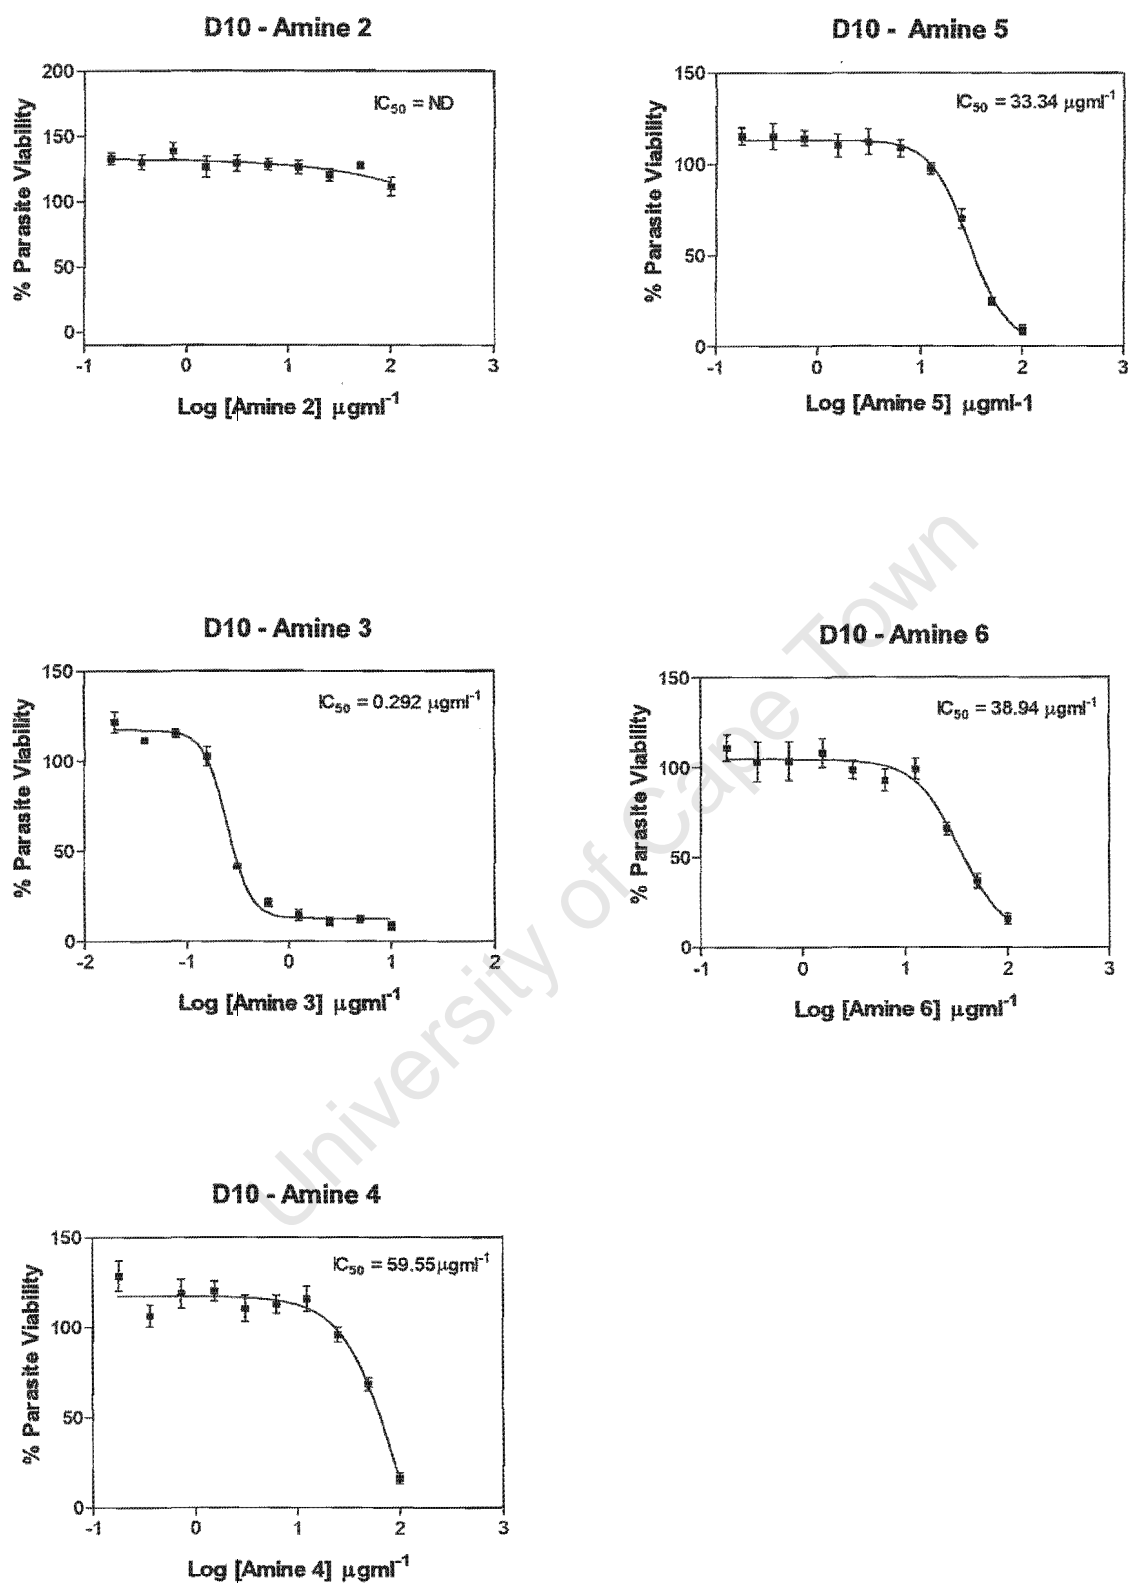 D10 - Amine 2
200
150
100
50
0
-1 0 1 2 3
% Parasite Viability
IC50 = ND
Log [Amine 2] μgml-1
D10 - Amine 5
150
100
50
0
-1 0 1 2 3
% Parasite Viability
IC50 = 33.34 μgml-1
Log [Amine 5] μgml-1
D10 - Amine 3
150
100
50
0
-2 -1 0 1 2
% Parasite Viability
IC50 = 0.292 μgml-1
Log [Amine 3] μgml-1
D10 - Amine 6
150
100
50
0
-1 0 1 2 3
% Parasite Viability
IC50 = 38.94 μgml-1
Log [Amine 6] μgml-1
D10 - Amine 4
150
100
50
0
-1 0 1 2 3
% Parasite Viability
IC50 = 59.55μgml-1
Log [Amine 4] μgml-1
University of Cape Town